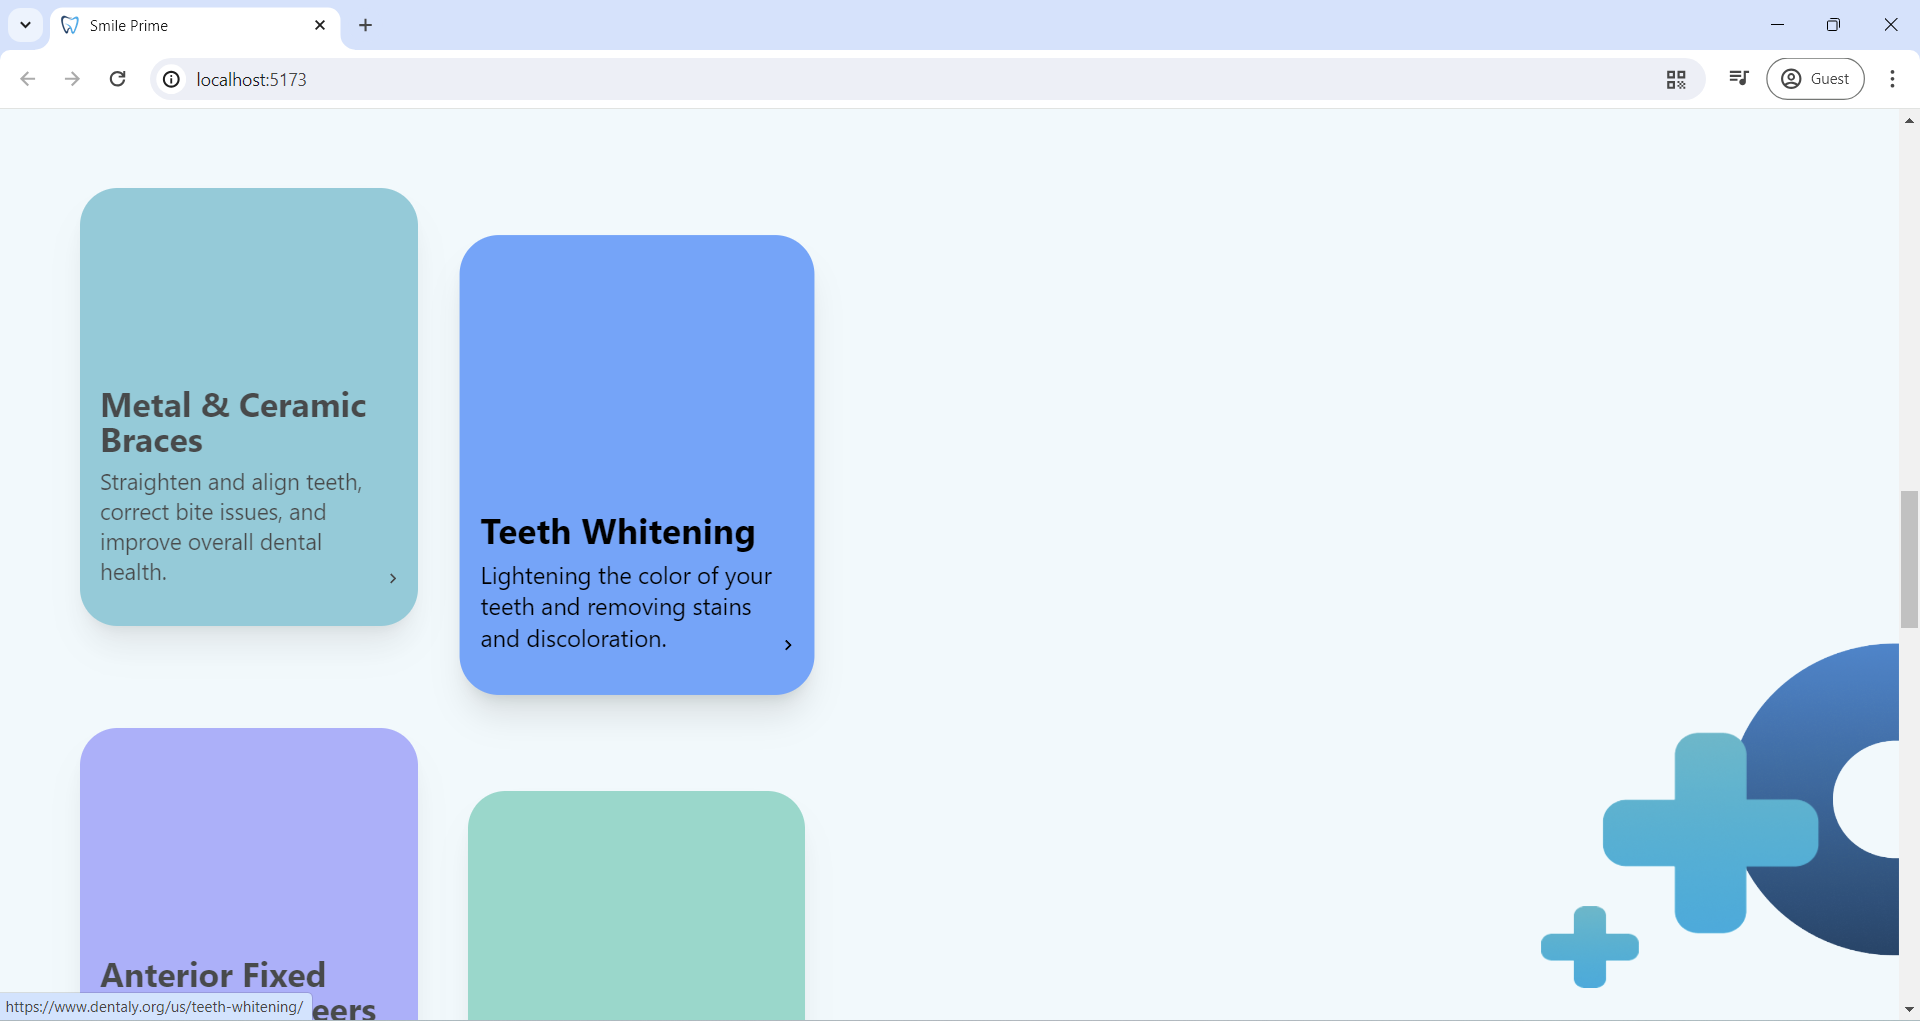 Smile Prime
localhost:5173
Guest
Metal & Ceramic
Braces
Straighten and align teeth,
correct bite issues, and
improve overall dental
health.
Teeth Whitening
Lightening the color of your
teeth and removing stains
and discoloration.
Anterior Fixed
eers
https://www.dentaly.org/us/teeth-whitening/